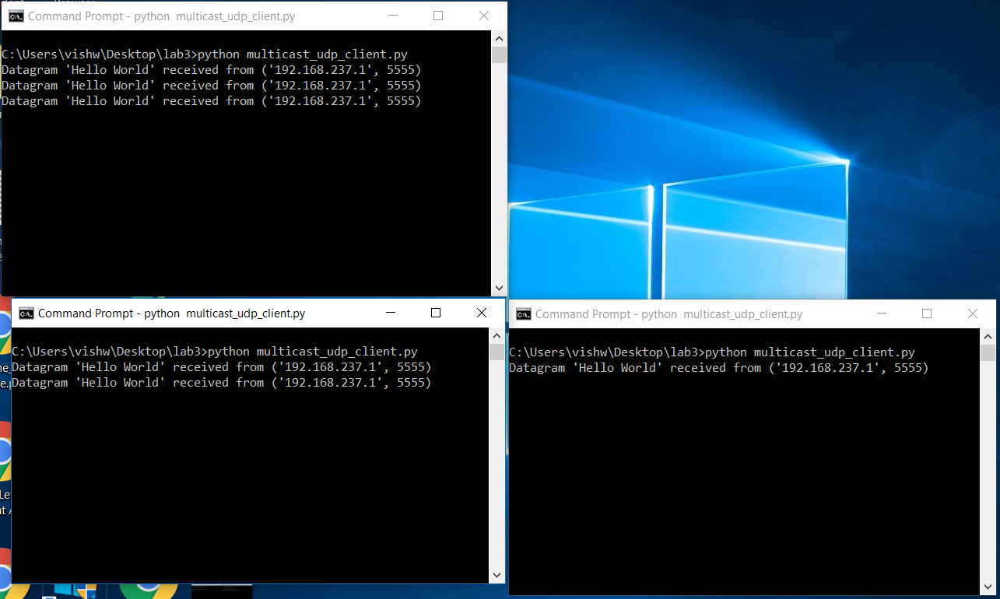 Command Prompt - python  multicast_udp_client.py
C:\Users\vishw\Desktop\lab3>python multicast_udp_client.py
Datagram 'Hello World' received from ('192.168.237.1', 5555)
Datagram 'Hello World' received from ('192.168.237.1', 5555)
Datagram 'Hello World' received from ('192.168.237.1', 5555)
Command Prompt - python  multicast_udp_client.py
C:\Users\vishw\Desktop\lab3>python multicast_udp_client.py
Datagram 'Hello World' received from ('192.168.237.1', 5555)
Datagram 'Hello World' received from ('192.168.237.1', 5555)
Command Prompt - python  multicast_udp_client.py
C:\Users\vishw\Desktop\lab3>python multicast_udp_client.py
Datagram 'Hello World' received from ('192.168.237.1', 5555)